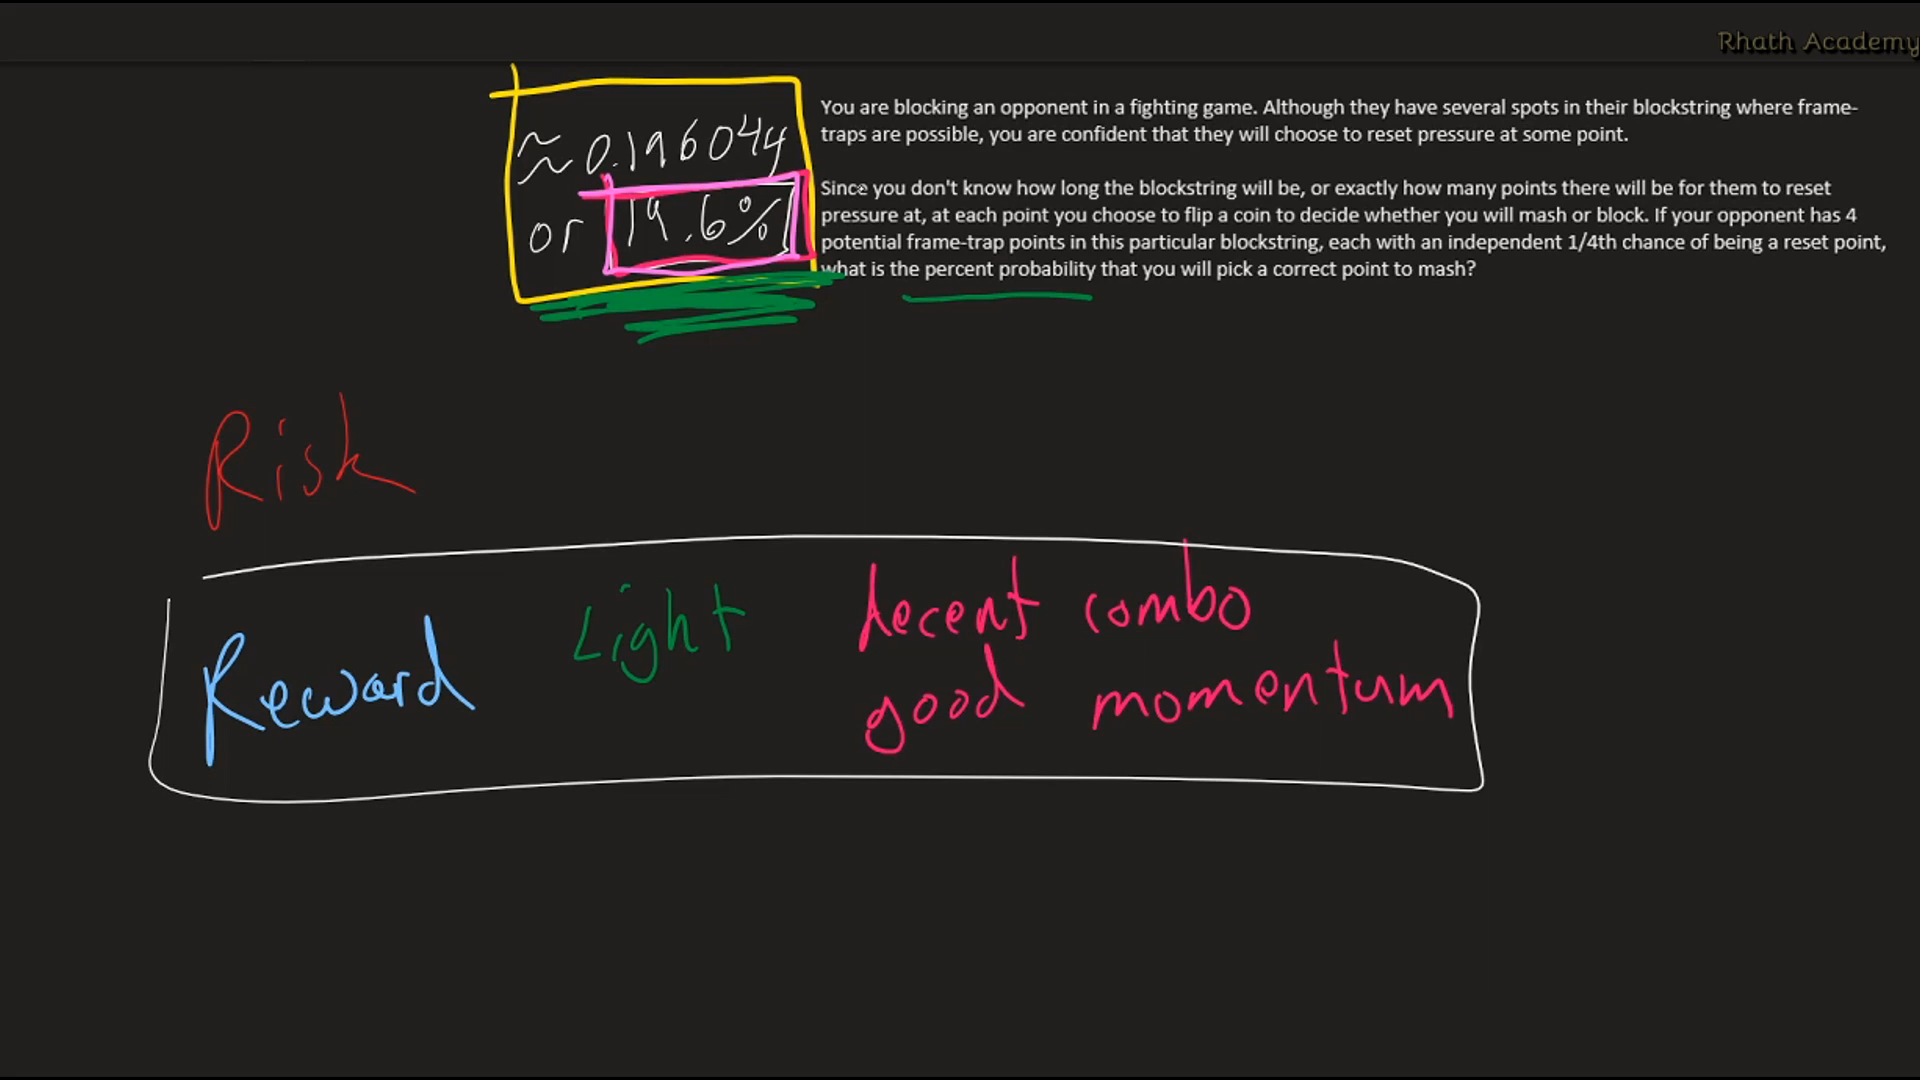 Rhath Academy
≈ 0.196044
or 19.6%
You are blocking an opponent in a fighting game. Although they have several spots in their blockstring where frame-
traps are possible, you are confident that they will choose to reset pressure at some point.
Since you don't know how long the blockstring will be, or exactly how many points there will be for them to reset
pressure at, at each point you choose to flip a coin to decide whether you will mash or block. If your opponent has 4
potential frame-trap points in this particular blockstring, each with an independent 1/4th chance of being a reset point,
what is the percent probability that you will pick a correct point to mash?
Risk
Reward
Light
decent combo
good momentum